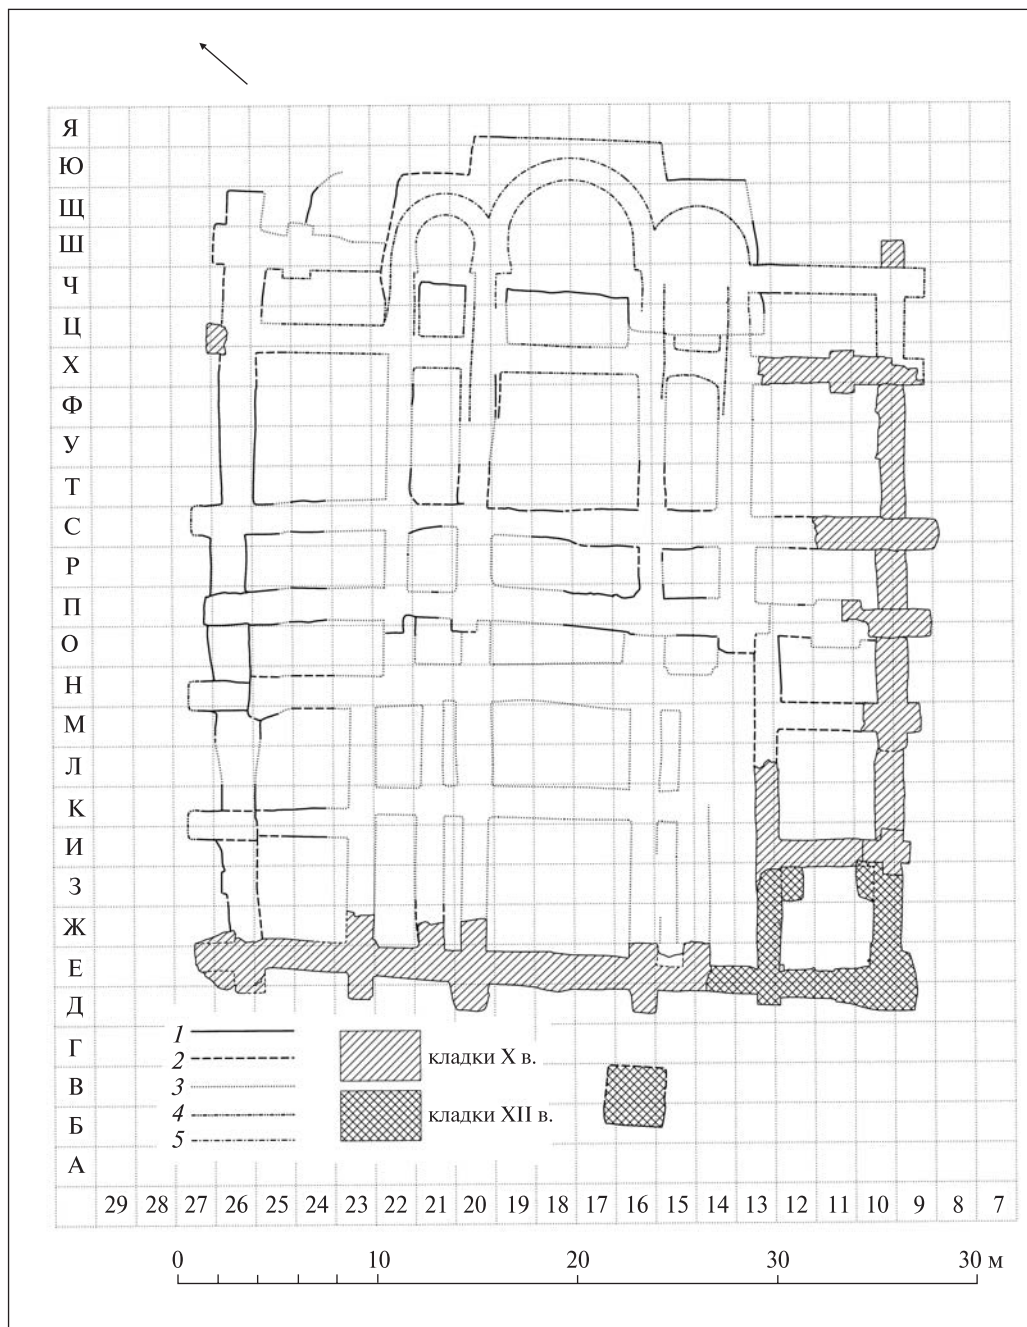 Я
Ю
Щ
Ш
Ч
Ц
Х
Ф
У
Т
С
Р
П
О
Н
М
Л
К
И
З
Ж
Е
Д
Г
В
Б
А
1
2
3
4
5
кладки X в.
кладки XII в.
29 28 27 26 25 24 23 22 21 20 19 18 17 16 15 14 13 12 11 10 9 8 7
0 10 20 30 30 м